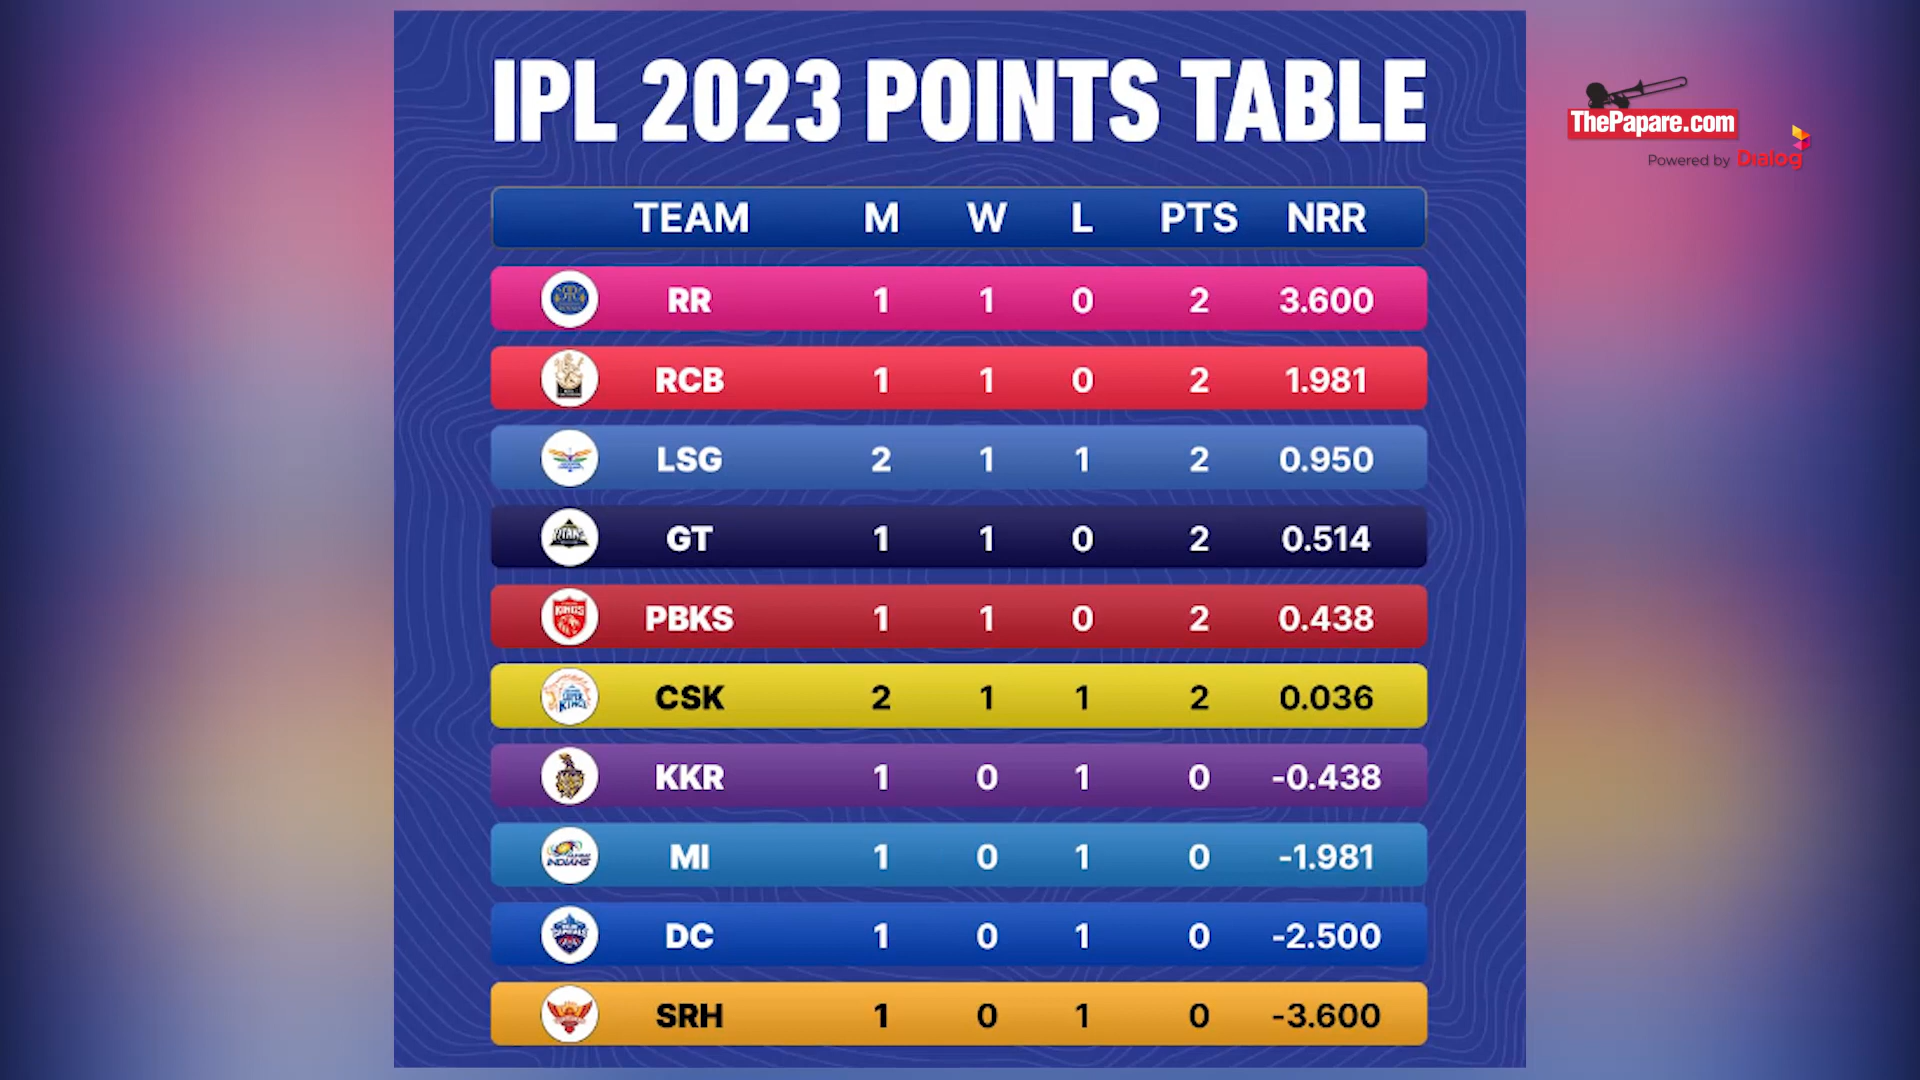 IPL 2023 POINTS TABLE
ThePapare.com
Powered by Dialog
TEAM M W L PTS NRR
RR 1 1 0 2 3.600
RCB 1 1 0 2 1.981
LSG 2 1 1 2 0.950
GT 1 1 0 2 0.514
PBKS 1 1 0 2 0.438
CSK 2 1 1 2 0.036
KKR 1 0 1 0 -0.438
MI 1 0 1 0 -1.981
DC 1 0 1 0 -2.500
SRH 1 0 1 0 -3.600